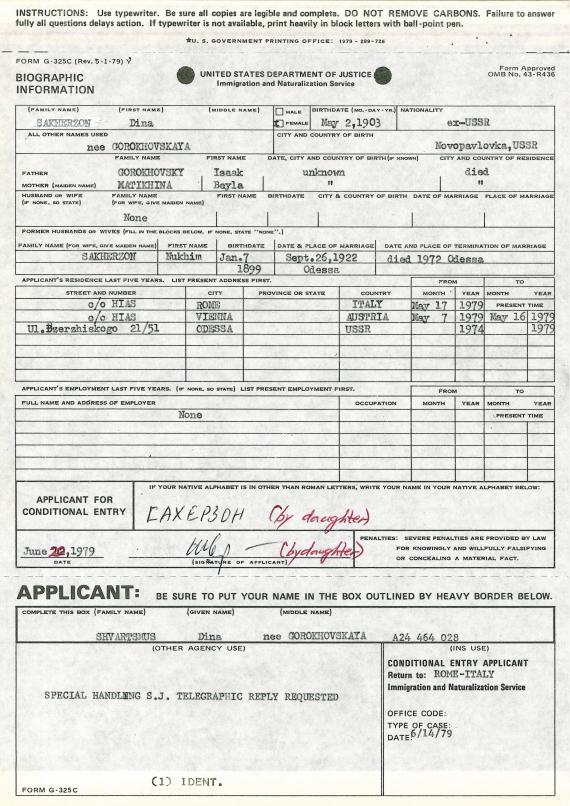 INSTRUCTIONS: Use typewriter. Be sure all copies are legible and complete. DO NOT REMOVE CARBONS. Failure to answer
fully all questions delays action. If typewriter is not available, print heavily in block letters with ball-point pen.
★U. S. GOVERNMENT PRINTING OFFICE: 1979 - 289-726
FORM G-325C (Rev. 5-1-79) Y
BIOGRAPHIC
INFORMATION
UNITED STATES DEPARTMENT OF JUSTICE
Immigration and Naturalization Service
Form Approved
OMB No. 43-R436
(FAMILY NAME) (FIRST NAME) (MIDDLE NAME) MALE FEMALE BIRTHDATE (MO.-DAY-YR.) NATIONALITY
SAKHERZON Dina May 2,1903 ex-USSR
ALL OTHER NAMES USED CITY AND COUNTRY OF BIRTH
nee GOROKHOVSKAYA Novopavlovka,USSR
FAMILY NAME FIRST NAME DATE, CITY AND COUNTRY OF BIRTH (IF KNOWN) CITY AND COUNTRY OF RESIDENCE
FATHER GOROKHOVSKY Isaak unknown died
MOTHER (MAIDEN NAME) MATIKHINA Beyla " "
HUSBAND OR WIFE (IF NONE, SO STATE) FAMILY NAME (FOR WIFE, GIVE MAIDEN NAME) FIRST NAME BIRTHDATE CITY & COUNTRY OF BIRTH DATE OF MARRIAGE PLACE OF MARRIAGE
None
FORMER HUSBANDS OR WIVES (FILL IN THE BLOCKS BELOW, IF NONE, STATE "NONE".)
FAMILY NAME (FOR WIFE, GIVE MAIDEN NAME) FIRST NAME BIRTHDATE DATE & PLACE OF MARRIAGE DATE AND PLACE OF TERMINATION OF MARRIAGE
SAKHERZON Nukhim Jan.7 Sept.26,1922 died 1972 Odessa
1899 Odessa
APPLICANT'S RESIDENCE LAST FIVE YEARS. LIST PRESENT ADDRESS FIRST. FROM TO
STREET AND NUMBER CITY PROVINCE OR STATE COUNTRY MONTH YEAR MONTH YEAR
c/o HIAS ROME ITALY May 17 1979 PRESENT TIME
c/o HIAS VIENNA AUSTRIA May 7 1979 May 16 1979
Ul.Dzerzhiskogo 21/51 ODESSA USSR 1974 1979
APPLICANT'S EMPLOYMENT LAST FIVE YEARS. (IF NONE, SO STATE) LIST PRESENT EMPLOYMENT FIRST. FROM TO
FULL NAME AND ADDRESS OF EMPLOYER OCCUPATION MONTH YEAR MONTH YEAR
None PRESENT TIME
APPLICANT FOR
CONDITIONAL ENTRY
IF YOUR NATIVE ALPHABET IS IN OTHER THAN ROMAN LETTERS, WRITE YOUR NAME IN YOUR NATIVE ALPHABET BELOW:
САХЕРЗОН (by daughter)
June 22,1979
DATE
(by daughter)
(SIGNATURE OF APPLICANT)
PENALTIES: SEVERE PENALTIES ARE PROVIDED BY LAW
FOR KNOWINGLY AND WILLFULLY FALSIFYING
OR CONCEALING A MATERIAL FACT.
APPLICANT: BE SURE TO PUT YOUR NAME IN THE BOX OUTLINED BY HEAVY BORDER BELOW.
COMPLETE THIS BOX (FAMILY NAME) (GIVEN NAME) (MIDDLE NAME)
SHVARTSMUS Dina nee GOROKHOVSKAYA A24 464 028
(OTHER AGENCY USE) (INS USE)
CONDITIONAL ENTRY APPLICANT
Return to: ROME-ITALY
Immigration and Naturalization Service
SPECIAL HANDLING S.J. TELEGRAPHIC REPLY REQUESTED
OFFICE CODE:
TYPE OF CASE:
DATE: 6/14/79
(1) IDENT.
FORM G-325C